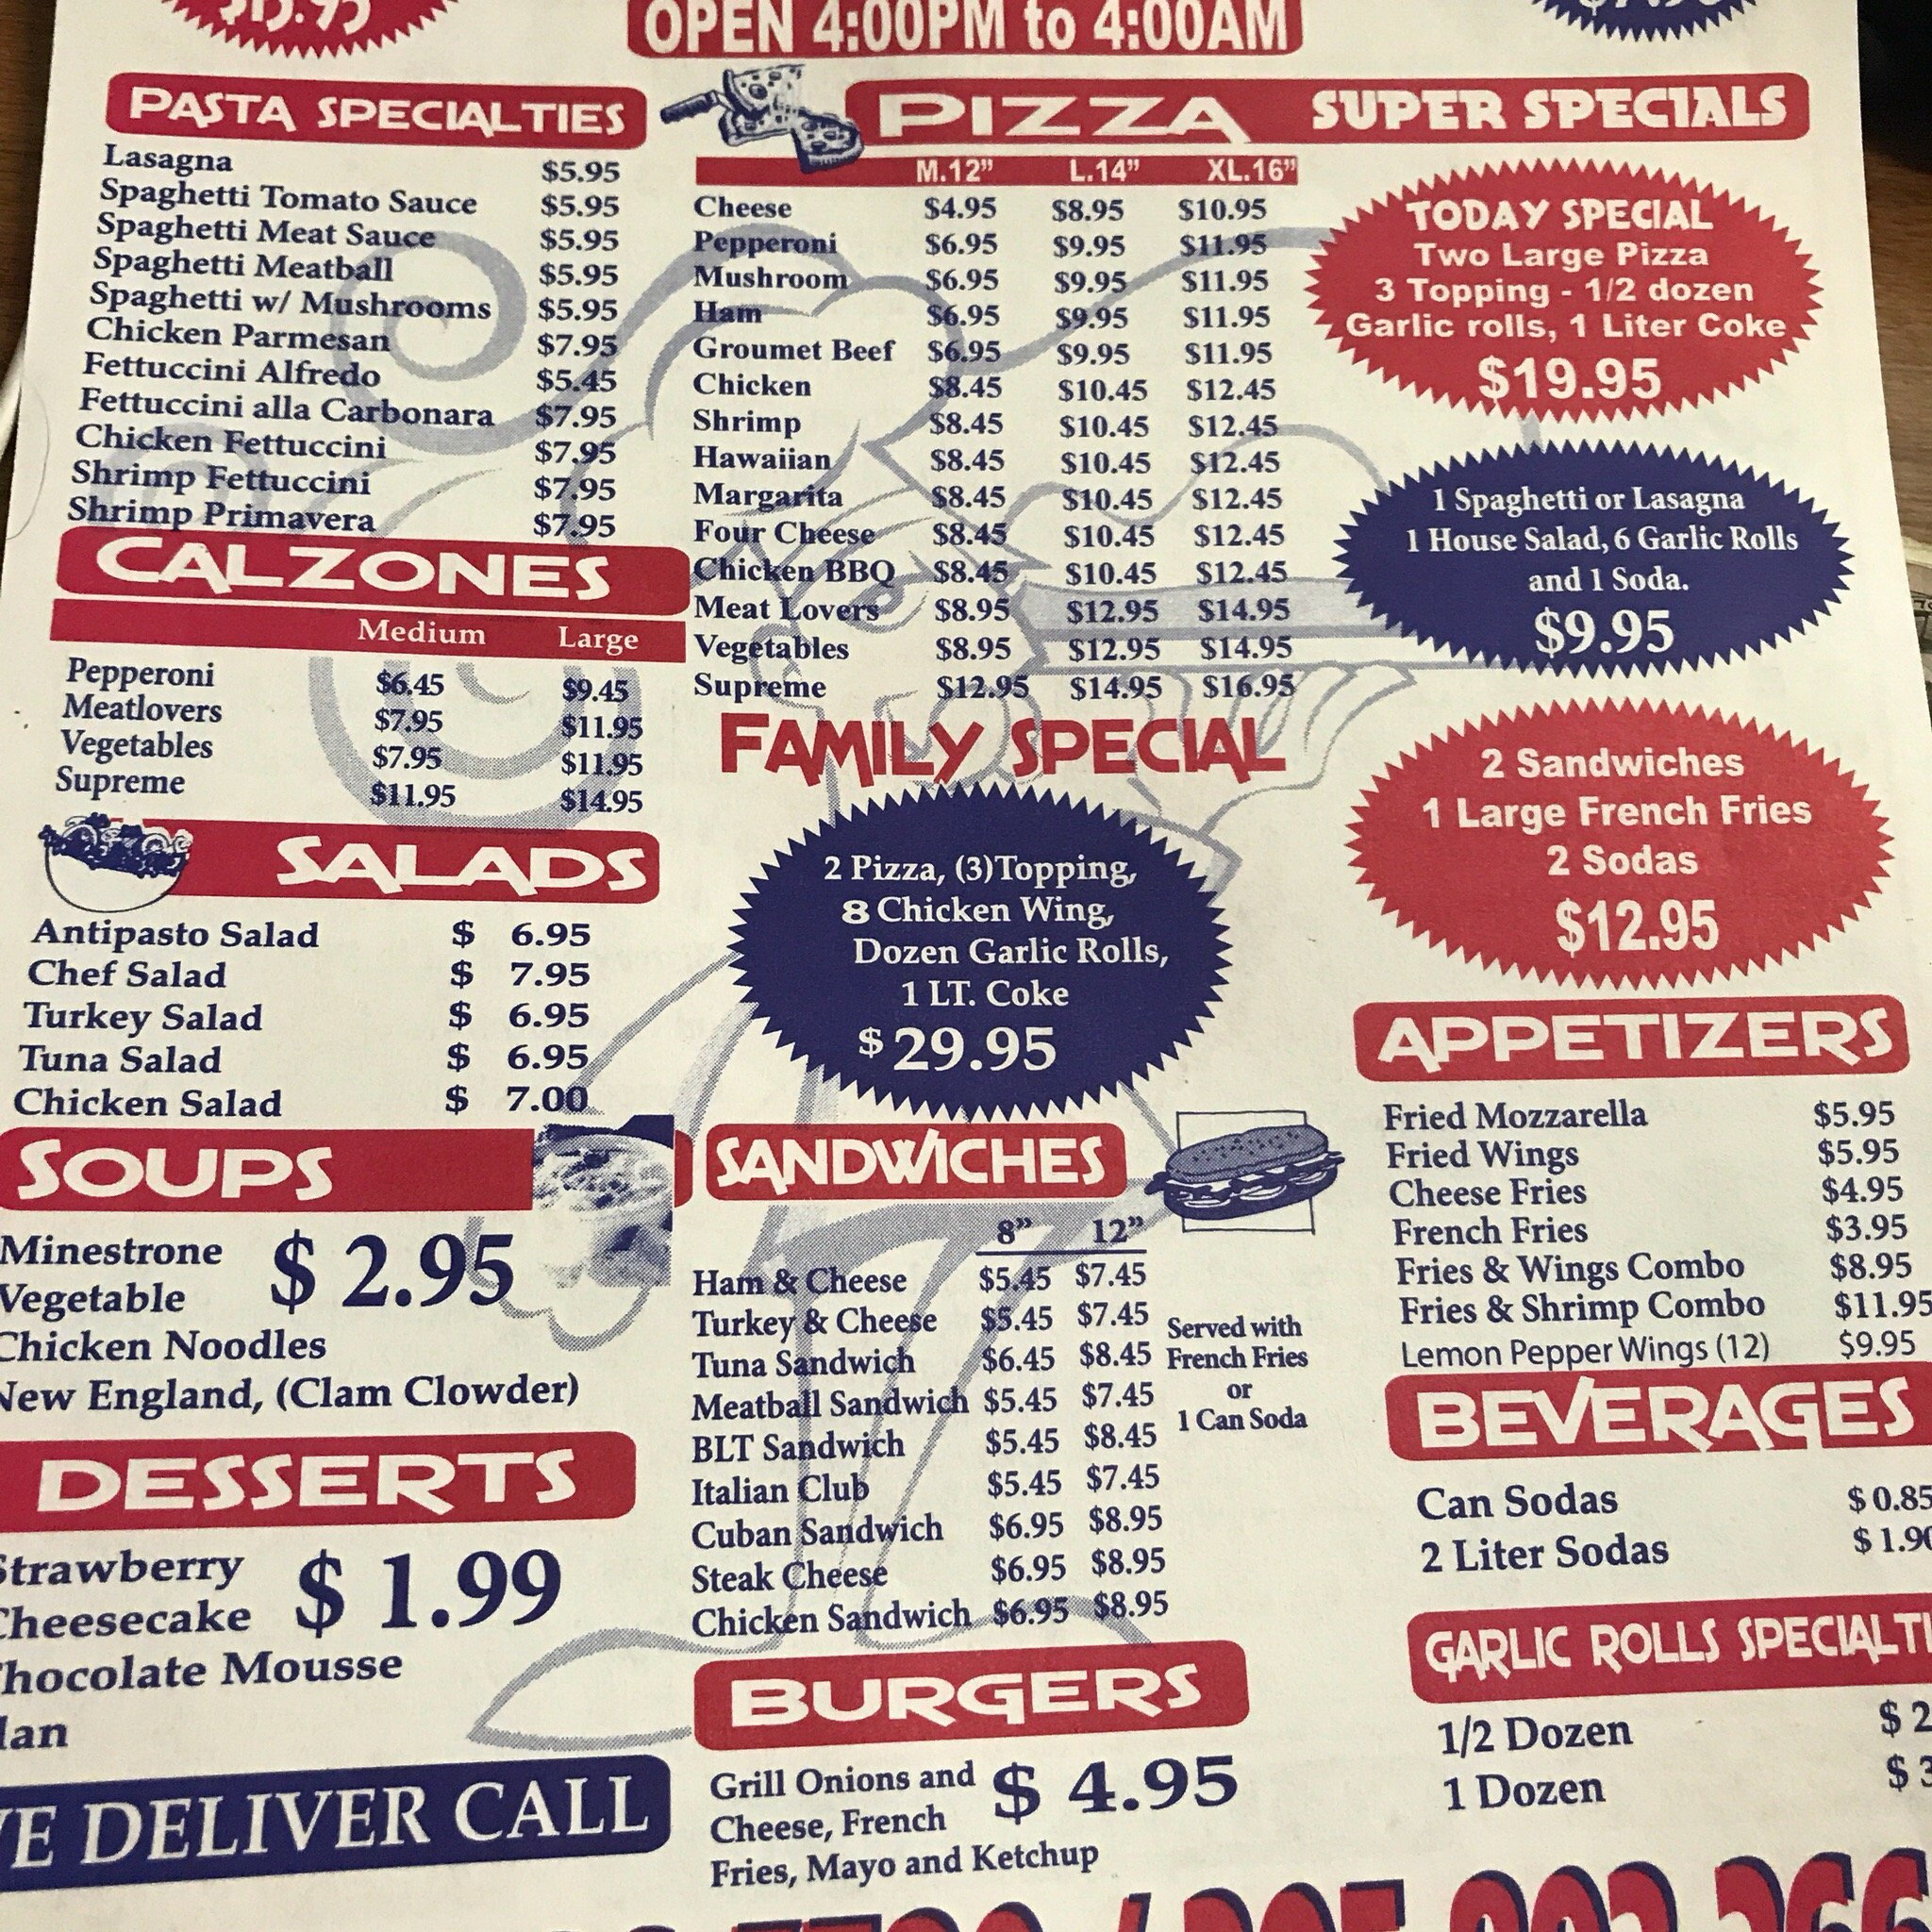 $15.95
OPEN 4:00PM to 4:00AM
PASTA SPECIALTIES
Lasagna $5.95
Spaghetti Tomato Sauce $5.95
Spaghetti Meat Sauce $5.95
Spaghetti Meatball $5.95
Spaghetti w/ Mushrooms $5.95
Chicken Parmesan $7.95
Fettuccini Alfredo $5.45
Fettuccini alla Carbonara $7.95
Chicken Fettuccini $7.95
Shrimp Fettuccini $7.95
Shrimp Primavera $7.95
CALZONES
Medium Large
Pepperoni $6.45 $9.45
Meatlovers $7.95 $11.95
Vegetables $7.95 $11.95
Supreme $11.95 $14.95
SALADS
Antipasto Salad $ 6.95
Chef Salad $ 7.95
Turkey Salad $ 6.95
Tuna Salad $ 6.95
Chicken Salad $ 7.00
SOUPS
Minestrone $ 2.95
Vegetable
Chicken Noodles
New England, (Clam Clowder)
DESSERTS
Strawberry
Cheesecake $ 1.99
Chocolate Mousse
lan
E DELIVER CALL
PIZZA
M.12" L.14" XL.16"
Cheese $4.95 $8.95 $10.95
Pepperoni $6.95 $9.95 $11.95
Mushroom $6.95 $9.95 $11.95
Ham $6.95 $9.95 $11.95
Groumet Beef $6.95 $9.95 $11.95
Chicken $8.45 $10.45 $12.45
Shrimp $8.45 $10.45 $12.45
Hawaiian $8.45 $10.45 $12.45
Margarita $8.45 $10.45 $12.45
Four Cheese $8.45 $10.45 $12.45
Chicken BBQ $8.45 $10.45 $12.45
Meat Lovers $8.95 $12.95 $14.95
Vegetables $8.95 $12.95 $14.95
Supreme $12.95 $14.95 $16.95
FAMILY SPECIAL
2 Pizza, (3)Topping,
8 Chicken Wing,
Dozen Garlic Rolls,
1 LT. Coke
$ 29.95
SANDWICHES
8" 12"
Ham & Cheese $5.45 $7.45
Turkey & Cheese $5.45 $7.45
Tuna Sandwich $6.45 $8.45
Meatball Sandwich $5.45 $7.45
BLT Sandwich $5.45 $8.45
Italian Club $5.45 $7.45
Cuban Sandwich $6.95 $8.95
Steak Cheese $6.95 $8.95
Chicken Sandwich $6.95 $8.95
Served with
French Fries
or
1 Can Soda
BURGERS
Grill Onions and $ 4.95
Cheese, French
Fries, Mayo and Ketchup
SUPER SPECIALS
TODAY SPECIAL
Two Large Pizza
3 Topping - 1/2 dozen
Garlic rolls, 1 Liter Coke
$19.95
1 Spaghetti or Lasagna
1 House Salad, 6 Garlic Rolls
and 1 Soda.
$9.95
2 Sandwiches
1 Large French Fries
2 Sodas
$12.95
APPETIZERS
Fried Mozzarella $5.95
Fried Wings $5.95
Cheese Fries $4.95
French Fries $3.95
Fries & Wings Combo $8.95
Fries & Shrimp Combo $11.95
Lemon Pepper Wings (12) $9.95
BEVERAGES
Can Sodas $ 0.85
2 Liter Sodas $ 1.90
GARLIC ROLLS SPECIALTI
1/2 Dozen $ 2
1 Dozen $ 3